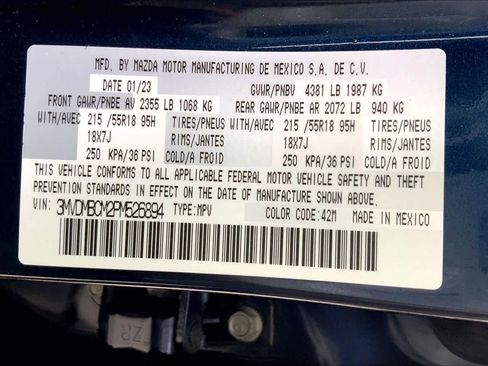 MFD. BY MAZDA MOTOR MANUFACTURING DE MEXICO S.A. DE C.V.
DATE 01/23 GVWR/PNBV 4381 LB 1987 KG
FRONT GAWR/PNBE AV 2355 LB 1068 KG REAR GAWR/PNBE AR 2072 LB 940 KG
WITH/AVEC 215 /55R18 95H TIRES/PNEUS WITH/AVEC 215 /55R18 95H TIRES/PNEUS
18X7J RIMS/JANTES 18X7J RIMS/JANTES
250 KPA/36 PSI COLD/A FROID 250 KPA/36 PSI COLD/A FROID
THIS VEHICLE CONFORMS TO ALL APPLICABLE FEDERAL MOTOR VEHICLE SAFETY AND THEFT
PREVENTION STANDARDS IN EFFECT ON THE DATE OF MANUFACTURE SHOWN ABOVE.
VIN: 3MVDMBCM2PM526894 TYPE:MPV COLOR CODE:42M MADE IN MEXICO
ZR